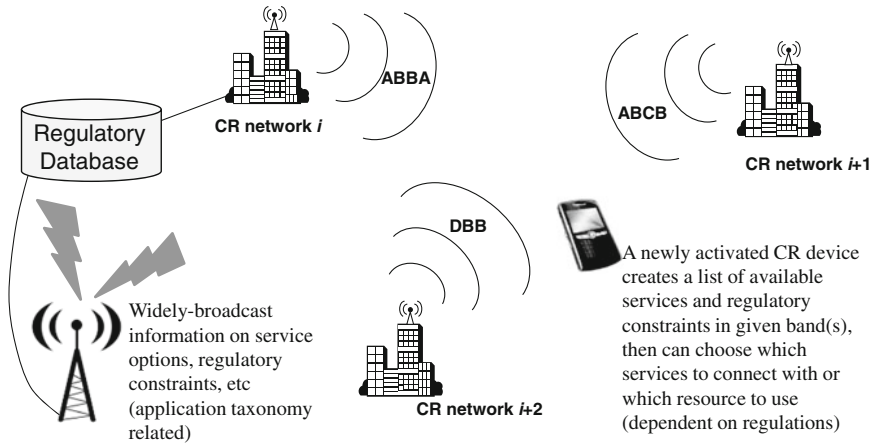 ABBA
CR network i
Regulatory
Database
ABCB
CR network i+1
DBB
CR network i+2
Widely-broadcast
information on service
options, regulatory
constraints, etc
(application taxonomy
related)
A newly activated CR device
creates a list of available
services and regulatory
constraints in given band(s),
then can choose which
services to connect with or
which resource to use
(dependent on regulations)